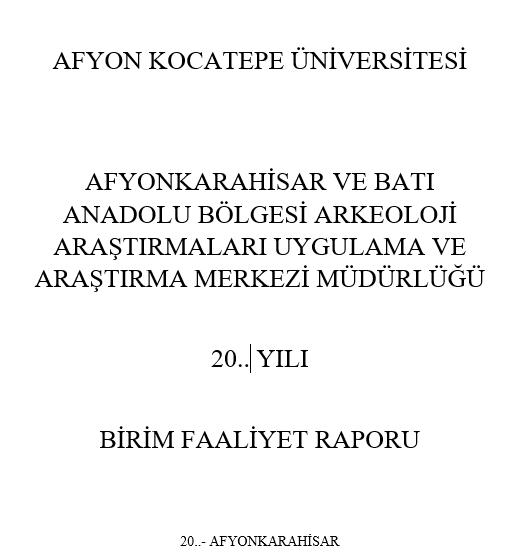 AFYON KOCATEPE ÜNİVERSİTESİ
AFYONKARAHİSAR VE BATI
ANADOLU BÖLGESİ ARKEOLOJİ
ARAŞTIRMALARI UYGULAMA VE
ARAŞTIRMA MERKEZİ MÜDÜRLÜĞÜ
20.. YILI
BİRİM FAALİYET RAPORU
20..- AFYONKARAHİSAR